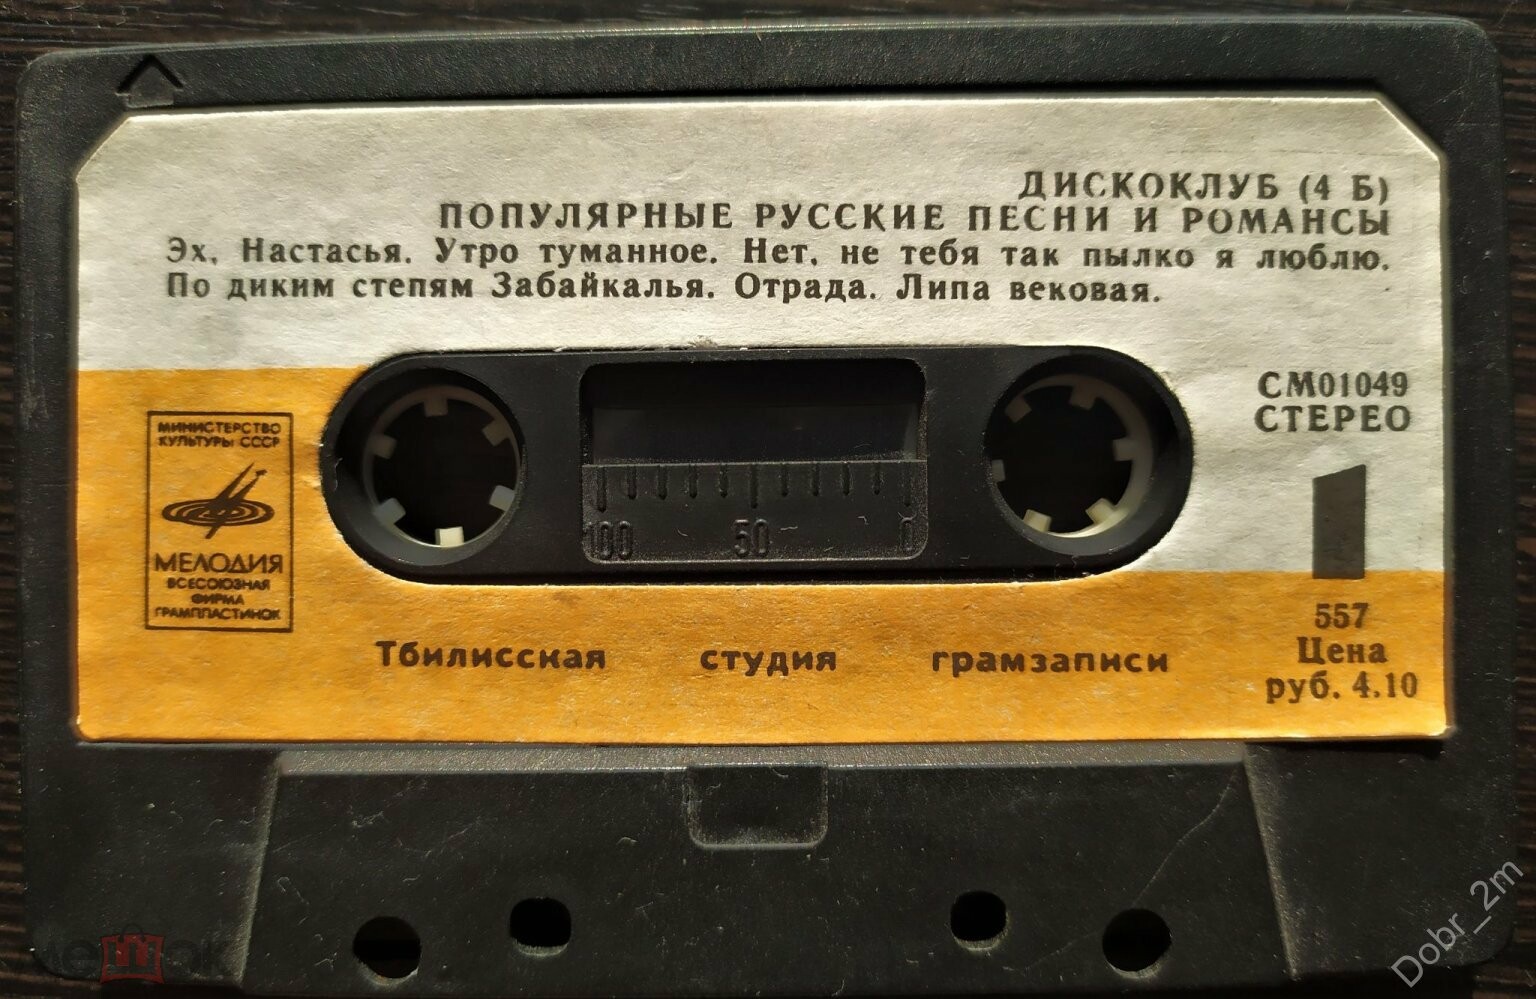 ДИСКОКЛУБ (4 Б)
ПОПУЛЯРНЫЕ РУССКИЕ ПЕСНИ И РОМАНСЫ
Эх, Настасья. Утро туманное. Нет, не тебя так пылко я люблю.
По диким степям Забайкалья. Отрада. Липа вековая.
СМ01049
СТЕРЕО
МИНИСТЕРСТВО
КУЛЬТУРЫ СССР
МЕЛОДИЯ
ВСЕСОЮЗНАЯ
ФИРМА
ГРАМПЛАСТИНОК
100 50 0
1
557
Цена
руб. 4.10
Тбилисская студия грамзаписи
Dobr_2m